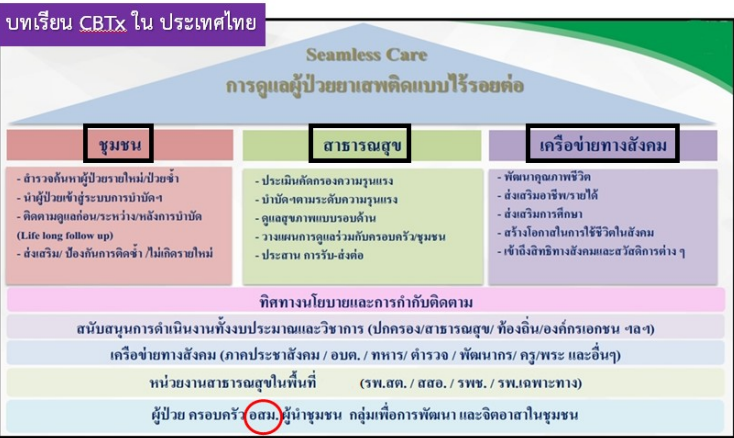 บทเรียน CBTx ใน ประเทศไทย
Seamless Care
การดูแลผู้ป่วยยาเสพติดแบบไร้รอยต่อ
ชุมชน
- สำรวจค้นหาผู้ป่วยรายใหม่/ป่วยซ้ำ
- นำผู้ป่วยเข้าสู่ระบบการบำบัดฯ
- ติดตามดูแลก่อน/ระหว่าง/หลังการบำบัด
(Life long follow up)
- ส่งเสริม/ ป้องกันการติดซ้ำ /ไม่เกิดรายใหม่
สาธารณสุข
- ประเมินคัดกรองความรุนแรง
- บำบัดฯตามระดับความรุนแรง
- ดูแลสุขภาพแบบรอบด้าน
- วางแผนการดูแลร่วมกับครอบครัว/ชุมชน
- ประสาน การรับ-ส่งต่อ
เครือข่ายทางสังคม
- พัฒนาคุณภาพชีวิต
- ส่งเสริมอาชีพ/รายได้
- ส่งเสริมการศึกษา
- สร้างโอกาสในการใช้ชีวิตในสังคม
- เข้าถึงสิทธิทางสังคมและสวัสดิการต่าง ๆ
ทิศทางนโยบายและการกำกับติดตาม
สนับสนุนการดำเนินงานทั้งงบประมาณและวิชาการ (ปกครอง/สาธารณสุข/ ท้องถิ่น/องค์กรเอกชน ฯลฯ)
เครือข่ายทางสังคม (ภาคประชาสังคม / อบต. / ทหาร/ ตำรวจ / พัฒนากร/ ครู/พระ และอื่นๆ)
หน่วยงานสาธารณสุขในพื้นที่ (รพ.สต. / สสอ. / รพช. / รพ.เฉพาะทาง)
ผู้ป่วย ครอบครัว อสม. ผู้นำชุมชน กลุ่มเพื่อการพัฒนา และจิตอาสาในชุมชน